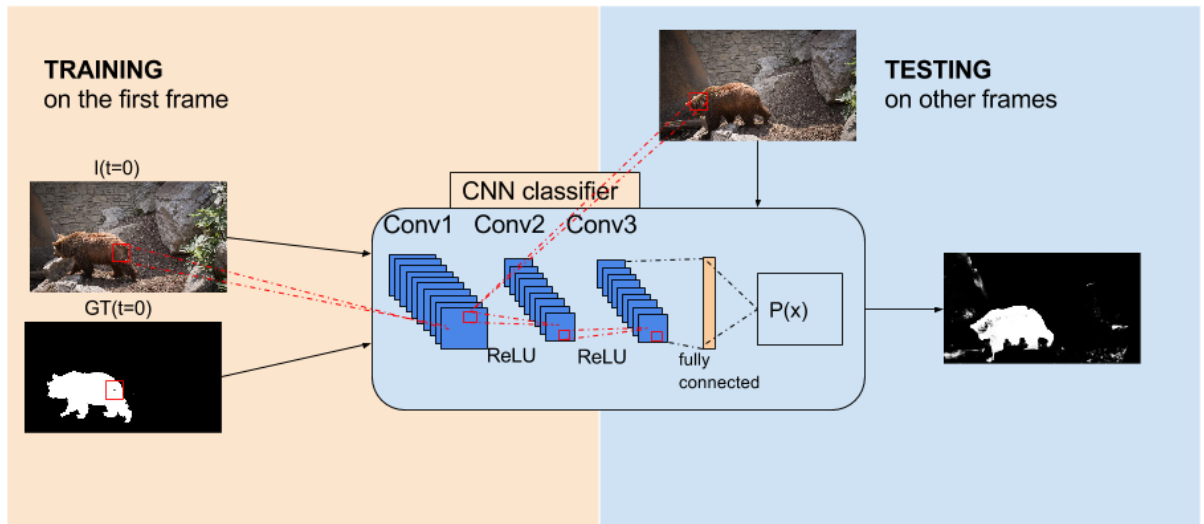 TRAINING
on the first frame
TESTING
on other frames
I(t=0)
GT(t=0)
CNN classifier
Conv1
Conv2
Conv3
ReLU
ReLU
fully
connected
P(x)